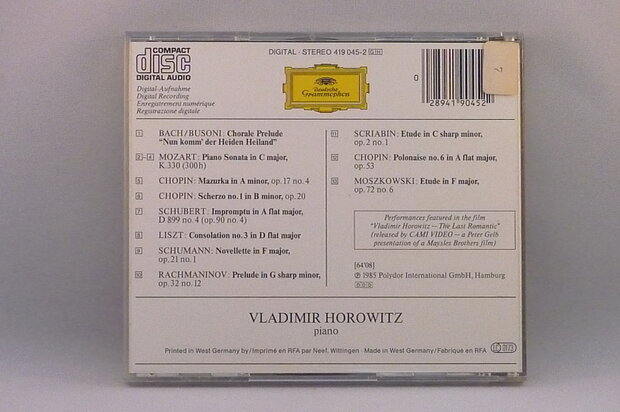 COMPACT
disc
DIGITAL AUDIO
DIGITAL · STEREO 419 045-2 GH
Digital-Aufnahme
Digital Recording
Enregistrement numérique
Registrazione digitale
Deutsche
Grammophon
0
28941 90452
1 BACH/BUSONI: Chorale Prelude
"Nun komm' der Heiden Heiland"
2-4 MOZART: Piano Sonata in C major,
K.330 (300h)
5 CHOPIN: Mazurka in A minor, op.17 no.4
6 CHOPIN: Scherzo no.1 in B minor, op.20
7 SCHUBERT: Impromptu in A flat major,
D 899 no.4 (op.90 no.4)
8 LISZT: Consolation no.3 in D flat major
9 SCHUMANN: Novellette in F major,
op.21 no.1
10 RACHMANINOV: Prelude in G sharp minor,
op.32 no.12
11 SCRIABIN: Etude in C sharp minor,
op.2 no.1
12 CHOPIN: Polonaise no.6 in A flat major,
op.53
13 MOSZKOWSKI: Etude in F major,
op.72 no.6
Performances featured in the film
"Vladimir Horowitz – The Last Romantic"
(released by CAMI VIDEO – a Peter Gelb
presentation of a Maysles Brothers film)
[64'08]
℗ 1985 Polydor International GmbH, Hamburg
DDD
VLADIMIR HOROWITZ
piano
Printed in West Germany by/Imprimé en RFA par Neef, Wittingen · Made in West Germany/Fabriqué en RFA